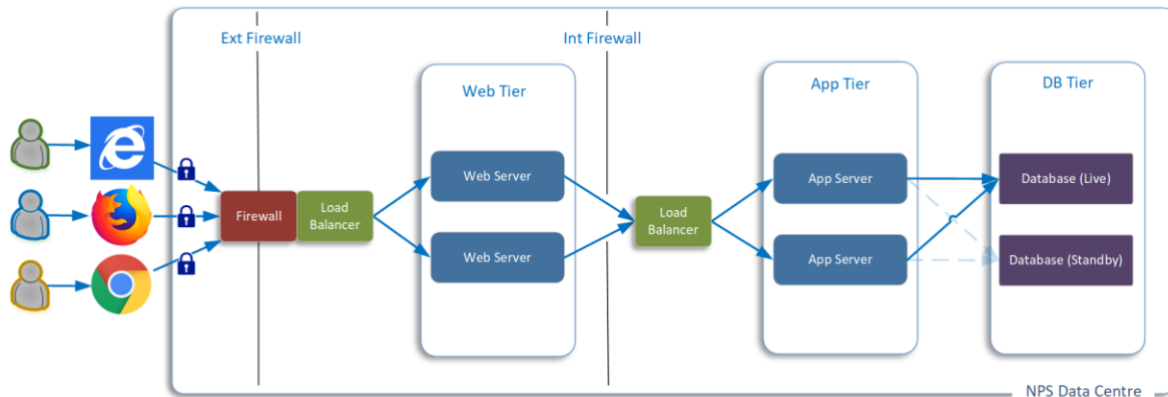 Ext Firewall
Int Firewall
Web Tier
App Tier
DB Tier
Web Server
App Server
Database (Live)
Firewall
Load
Balancer
Load
Balancer
Web Server
App Server
Database (Standby)
NPS Data Centre